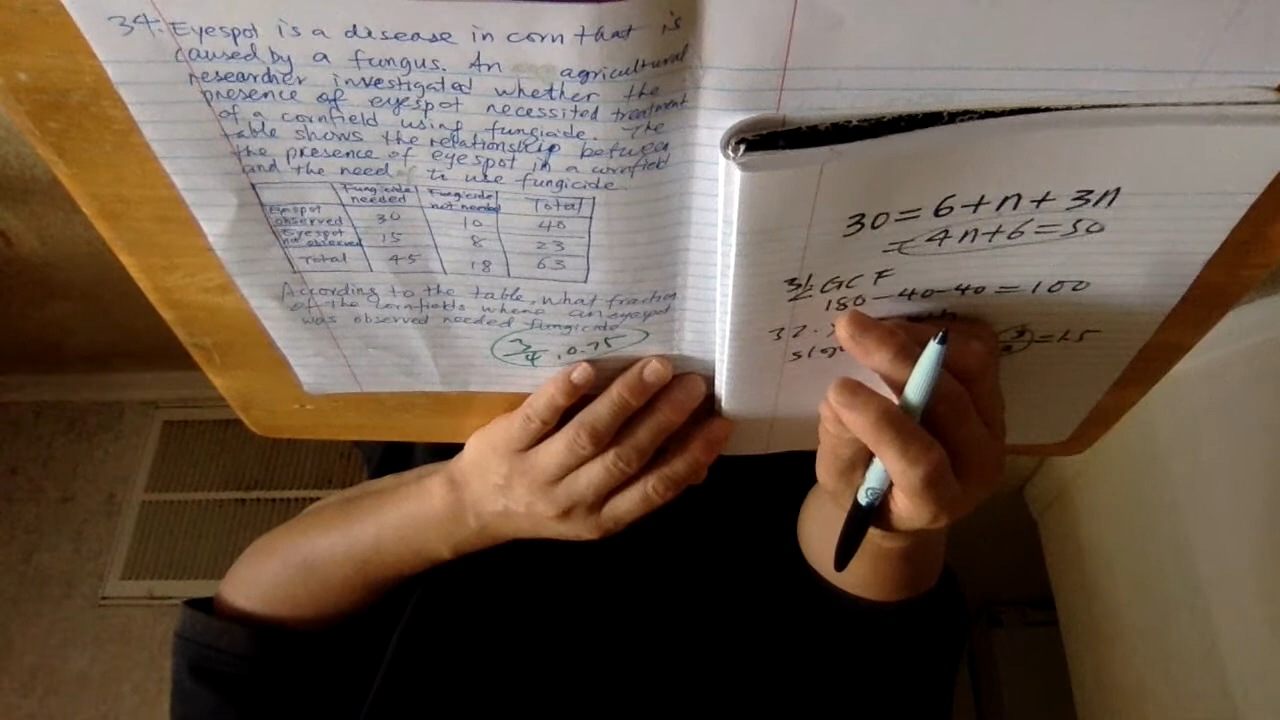 34. Eyespot is a disease in corn that is
caused by a fungus. An agricultural
researcher investigated whether the
presence of eyespot necessited treatment
of a cornfield using fungicide. The
table shows the relationship between
the presence of eyespot in a cornfield
and the need to use fungicide.
Fungicide needed Fungicide not needed Total
Eyespot observed 30 10 40
Eyespot not observed 15 8 23
Total 45 18 63
According to the table, what fraction
of the cornfields where an eyespot
was observed needed fungicide
3/4, 0.75
30 = 6 + n + 3n
= 4n+6=30
31. GCF
180-40-40=100
32.
=1.5